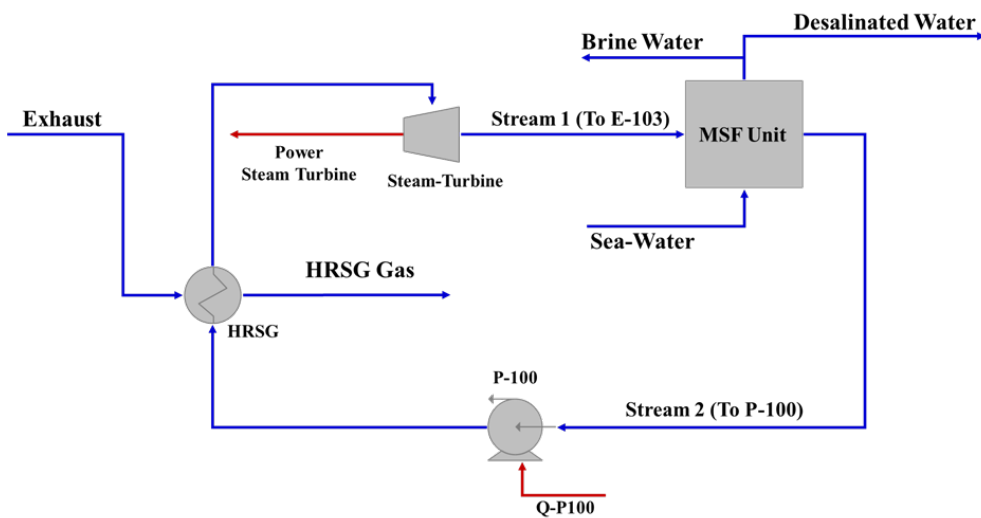 Desalinated Water
Brine Water
Exhaust
Stream 1 (To E-103)
MSF Unit
Power
Steam Turbine
Steam-Turbine
Sea-Water
HRSG Gas
HRSG
P-100
Stream 2 (To P-100)
Q-P100